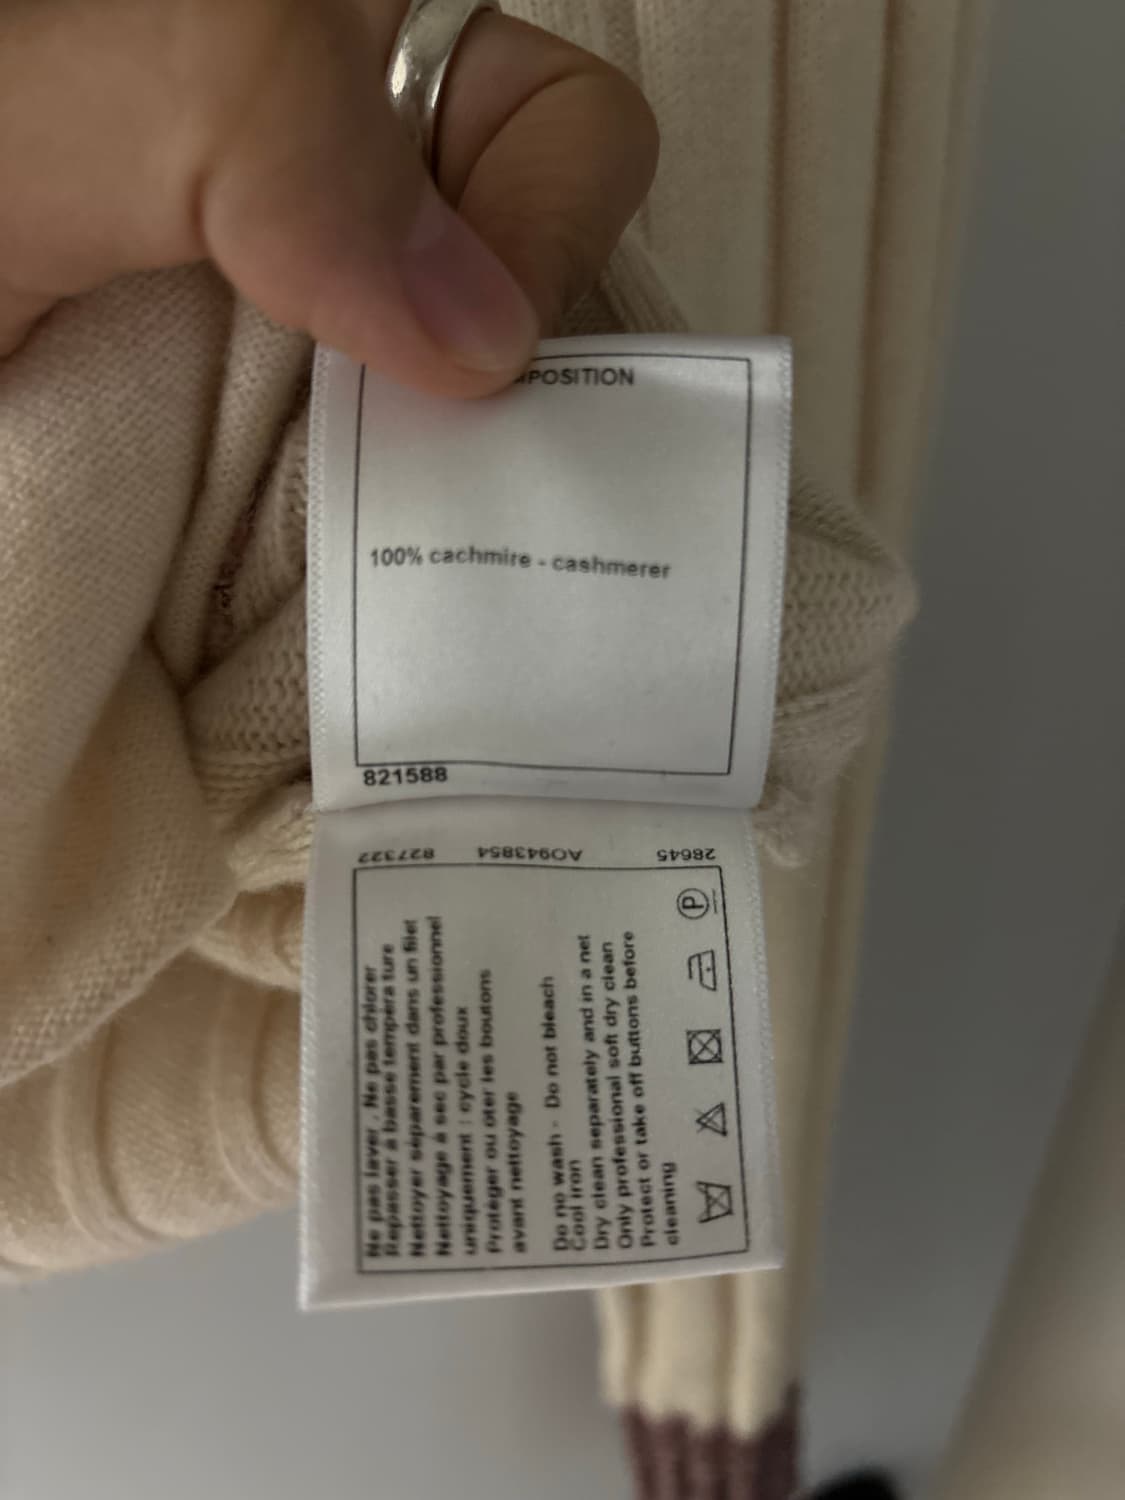 POSITION
100% cachmire - cashmerer
821588
827322 AO943854 28645
Ne pas laver . Ne pas chlorer
Repasser à basse tempéra ture
Nettoyer séparement dans un filet
Nettoyage à sec par professionnel
uniquement : cycle doux
Protéger ou ôter les boutons
avant nettoyage
Do no wash - Do not bleach
Cool iron
Dry clean separately and in a net
Only professional soft dry clean
Protect or take off buttons before
cleaning
P